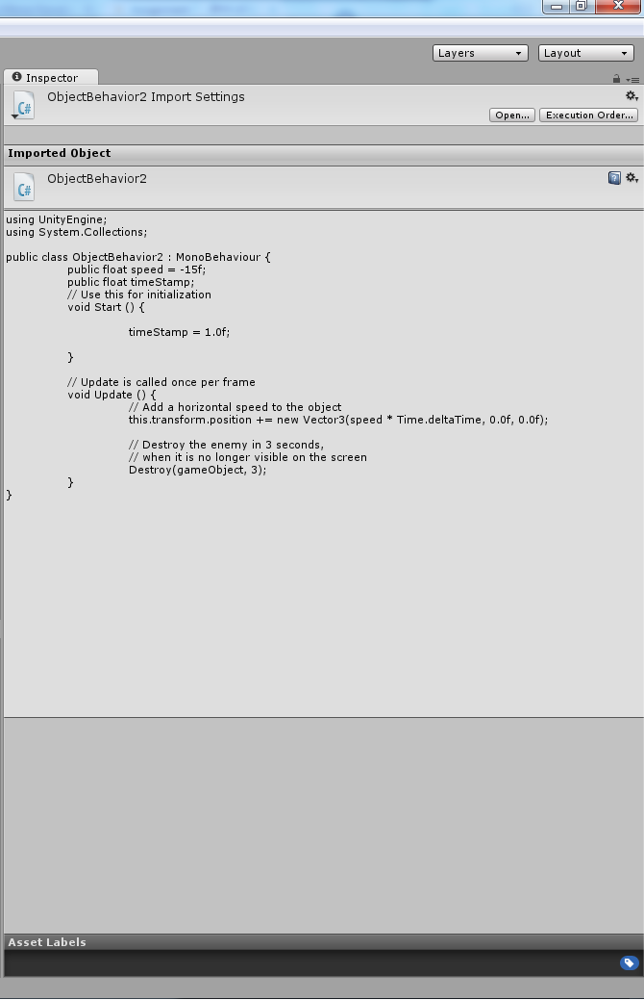 Layers
Layout
Inspector
ObjectBehavior2 Import Settings
Open...
Execution Order...
Imported Object
ObjectBehavior2
using UnityEngine;
using System.Collections;
public class ObjectBehavior2 : MonoBehaviour {
public float speed = -15f;
public float timeStamp;
// Use this for initialization
void Start () {
timeStamp = 1.0f;
}
// Update is called once per frame
void Update () {
// Add a horizontal speed to the object
this.transform.position += new Vector3(speed * Time.deltaTime, 0.0f, 0.0f);
// Destroy the enemy in 3 seconds,
// when it is no longer visible on the screen
Destroy(gameObject, 3);
}
}
Asset Labels